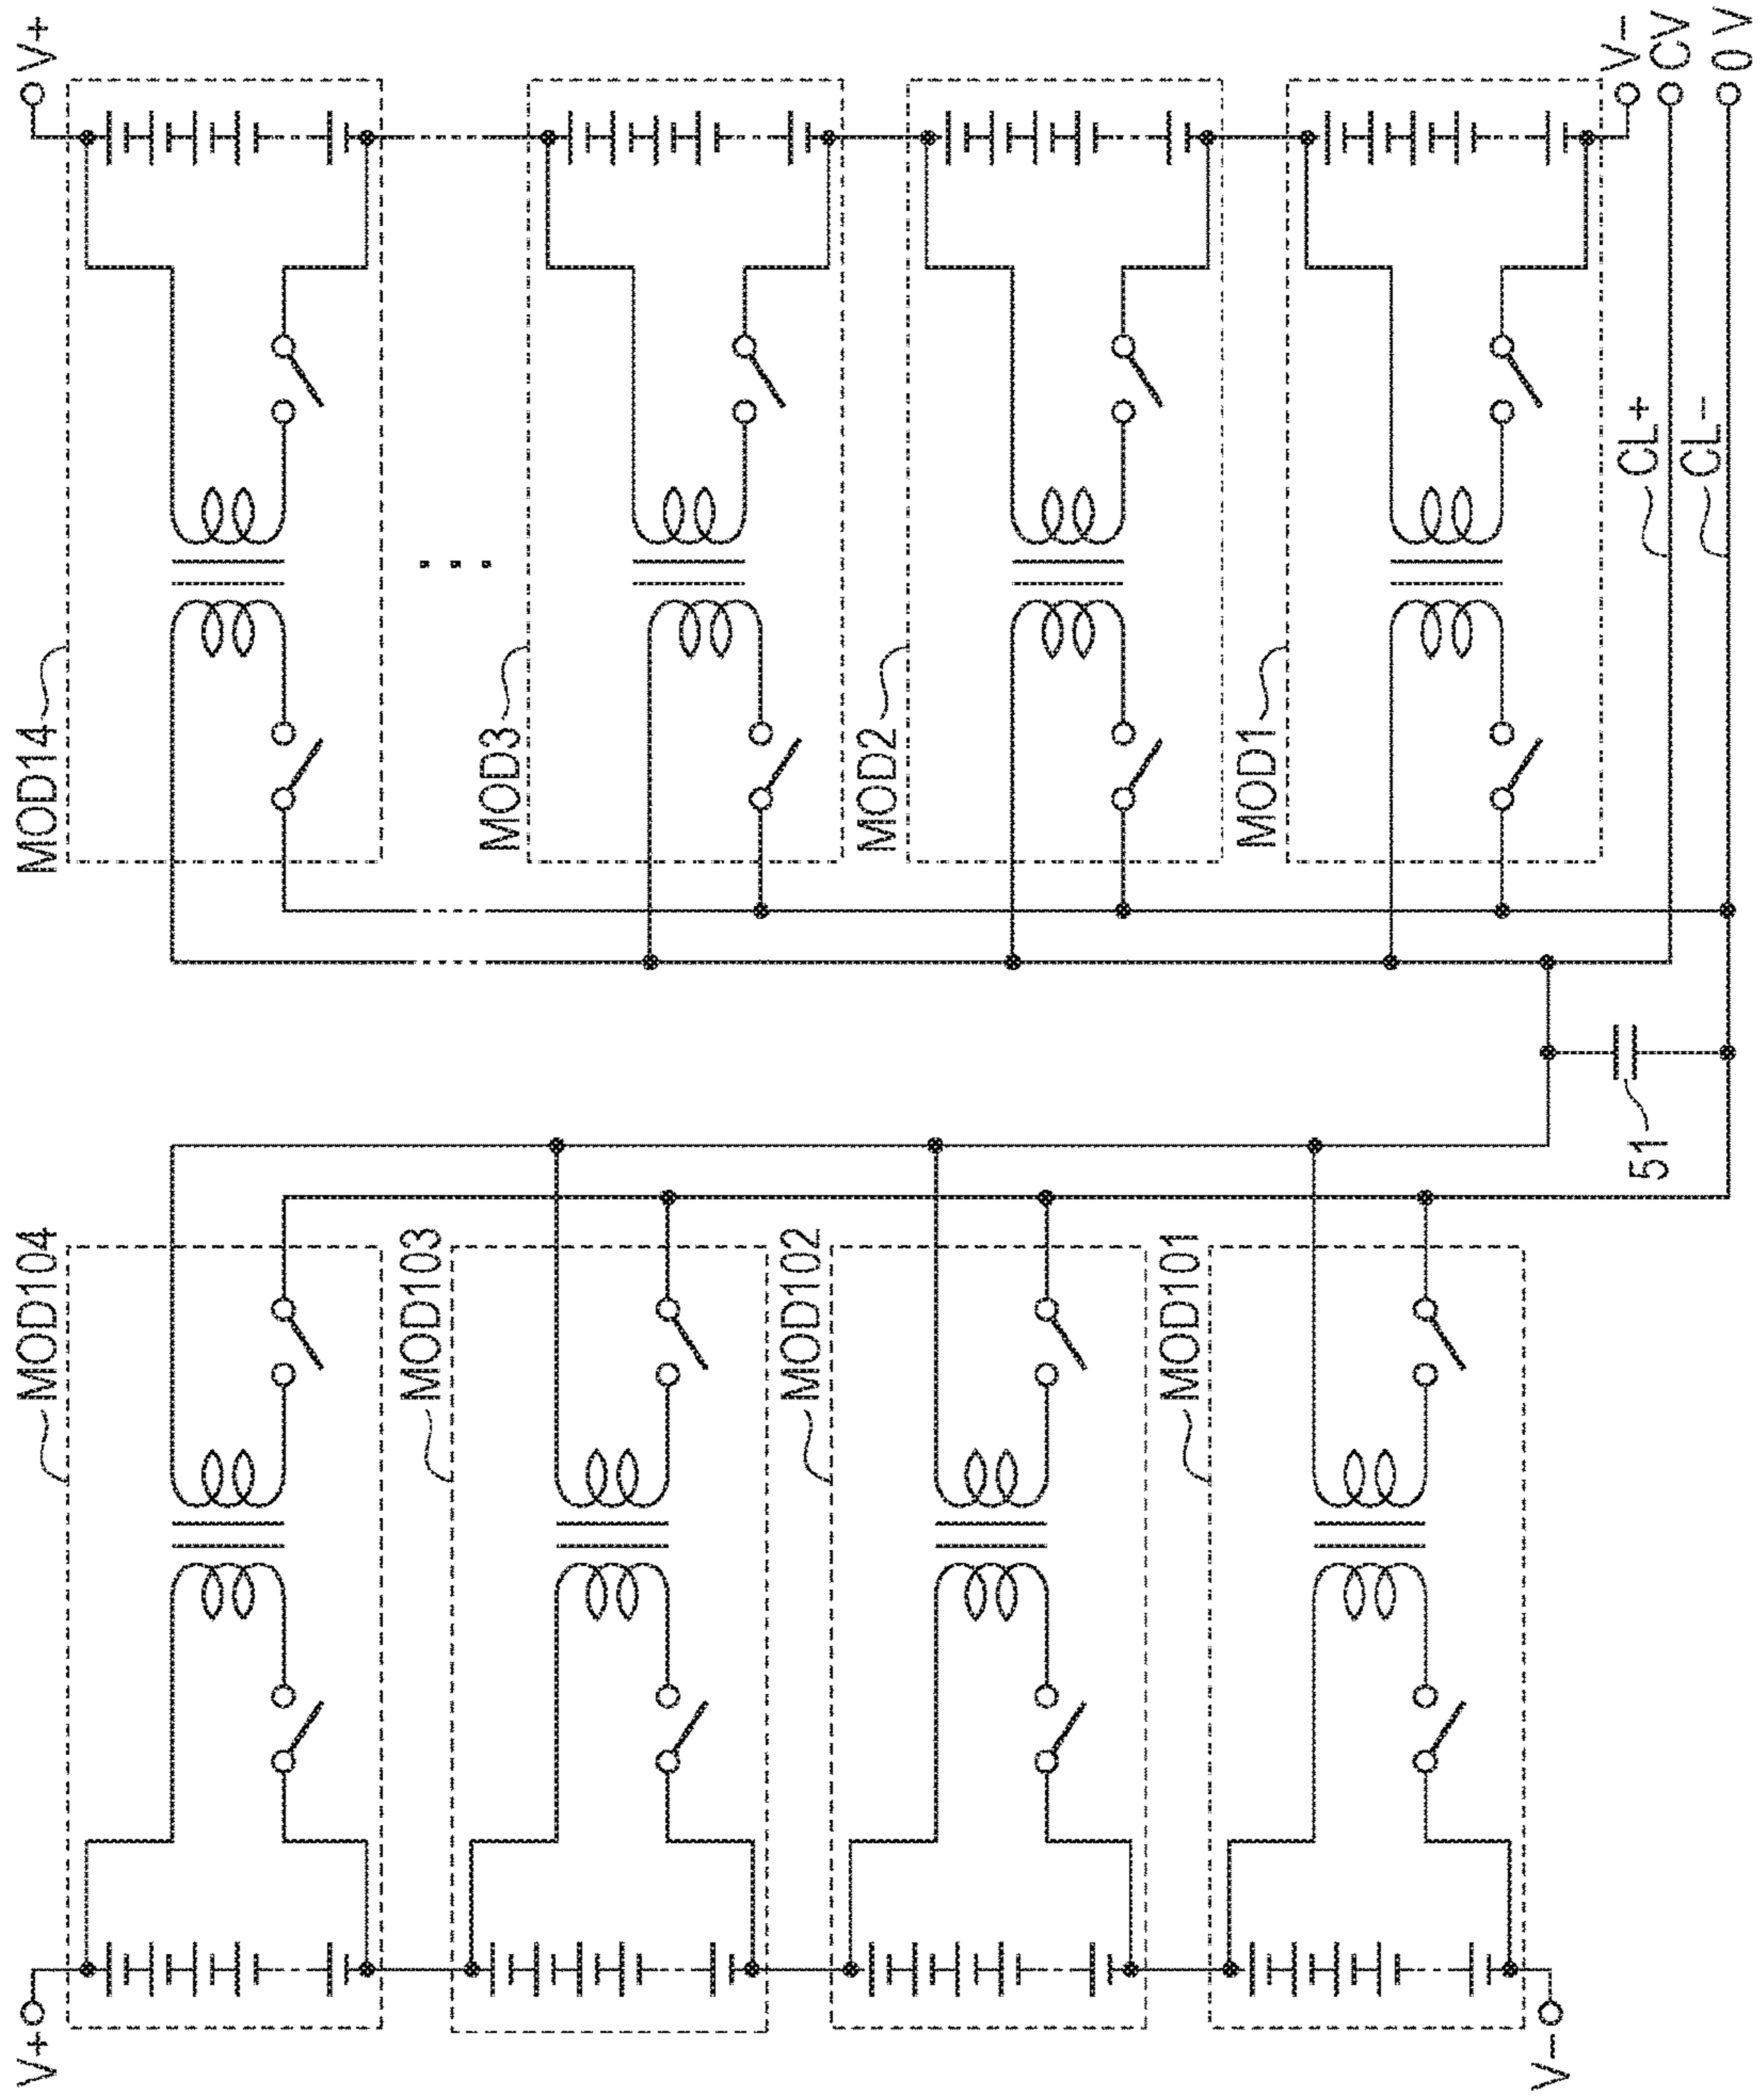 V+
MOD14
MOD3
MOD2
MOD1
V−
CV
0 V
CL+
CL−
51
MOD104
MOD103
MOD102
MOD101
V+
V−